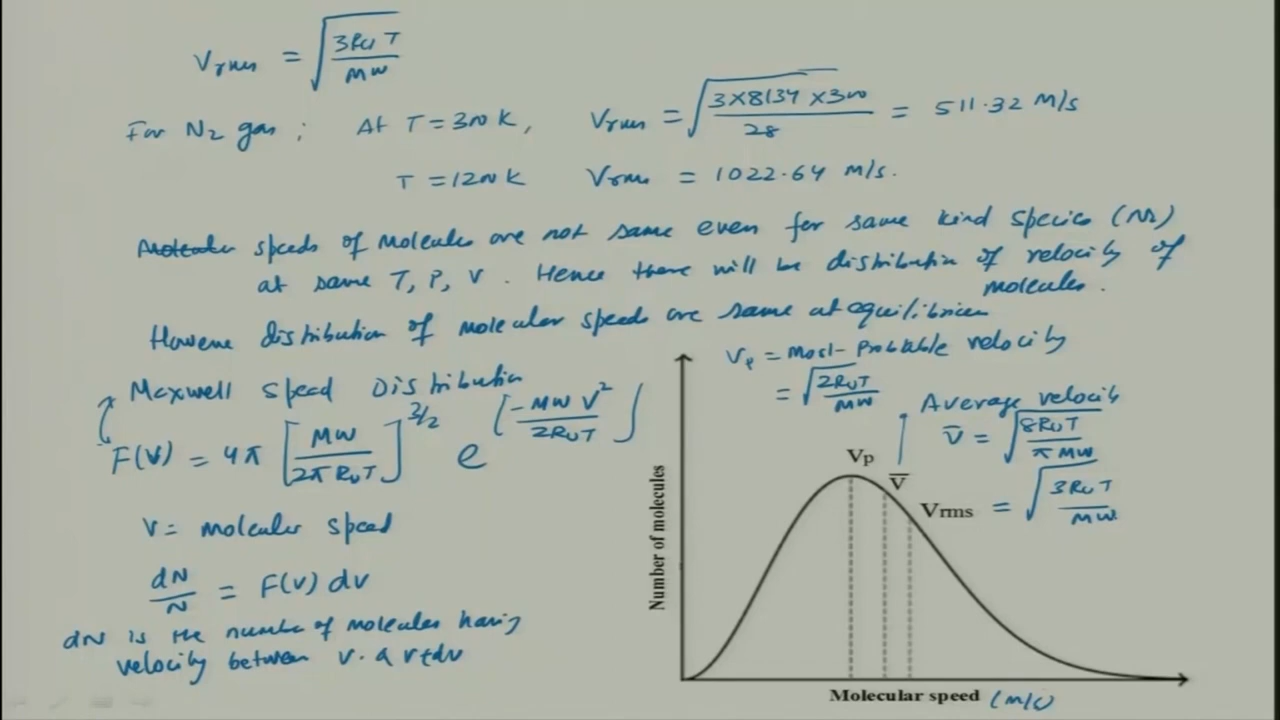 Vrms = √(3RuT / MW)
For N2 gas ; At T = 300 K, Vrms = √(3×8134×300 / 28) = 511.32 m/s
T = 1200 K Vrms = 1022.64 m/s.
Molecular speeds of molecules are not same even for same kind species (N2)
at same T, P, V. Hence there will be distribution of velocity of
molecules.
However distribution of molecular speeds are same at equilibrium
Maxwell speed Distribution
F(V) = 4π [MW / 2πRuT]^3/2 e^(-MW V² / 2RuT)
V = molecular speed
dN/N = F(V) dV
dN is the number of molecules having
velocity between v & v+dv
Vp = Most-Probable velocity
= √(2RuT / MW)
Average velocity
V̄ = √(8RuT / πMW)
Vp
V̄
Vrms = √(3RuT / MW)
Number of molecules
Molecular speed (m/s)